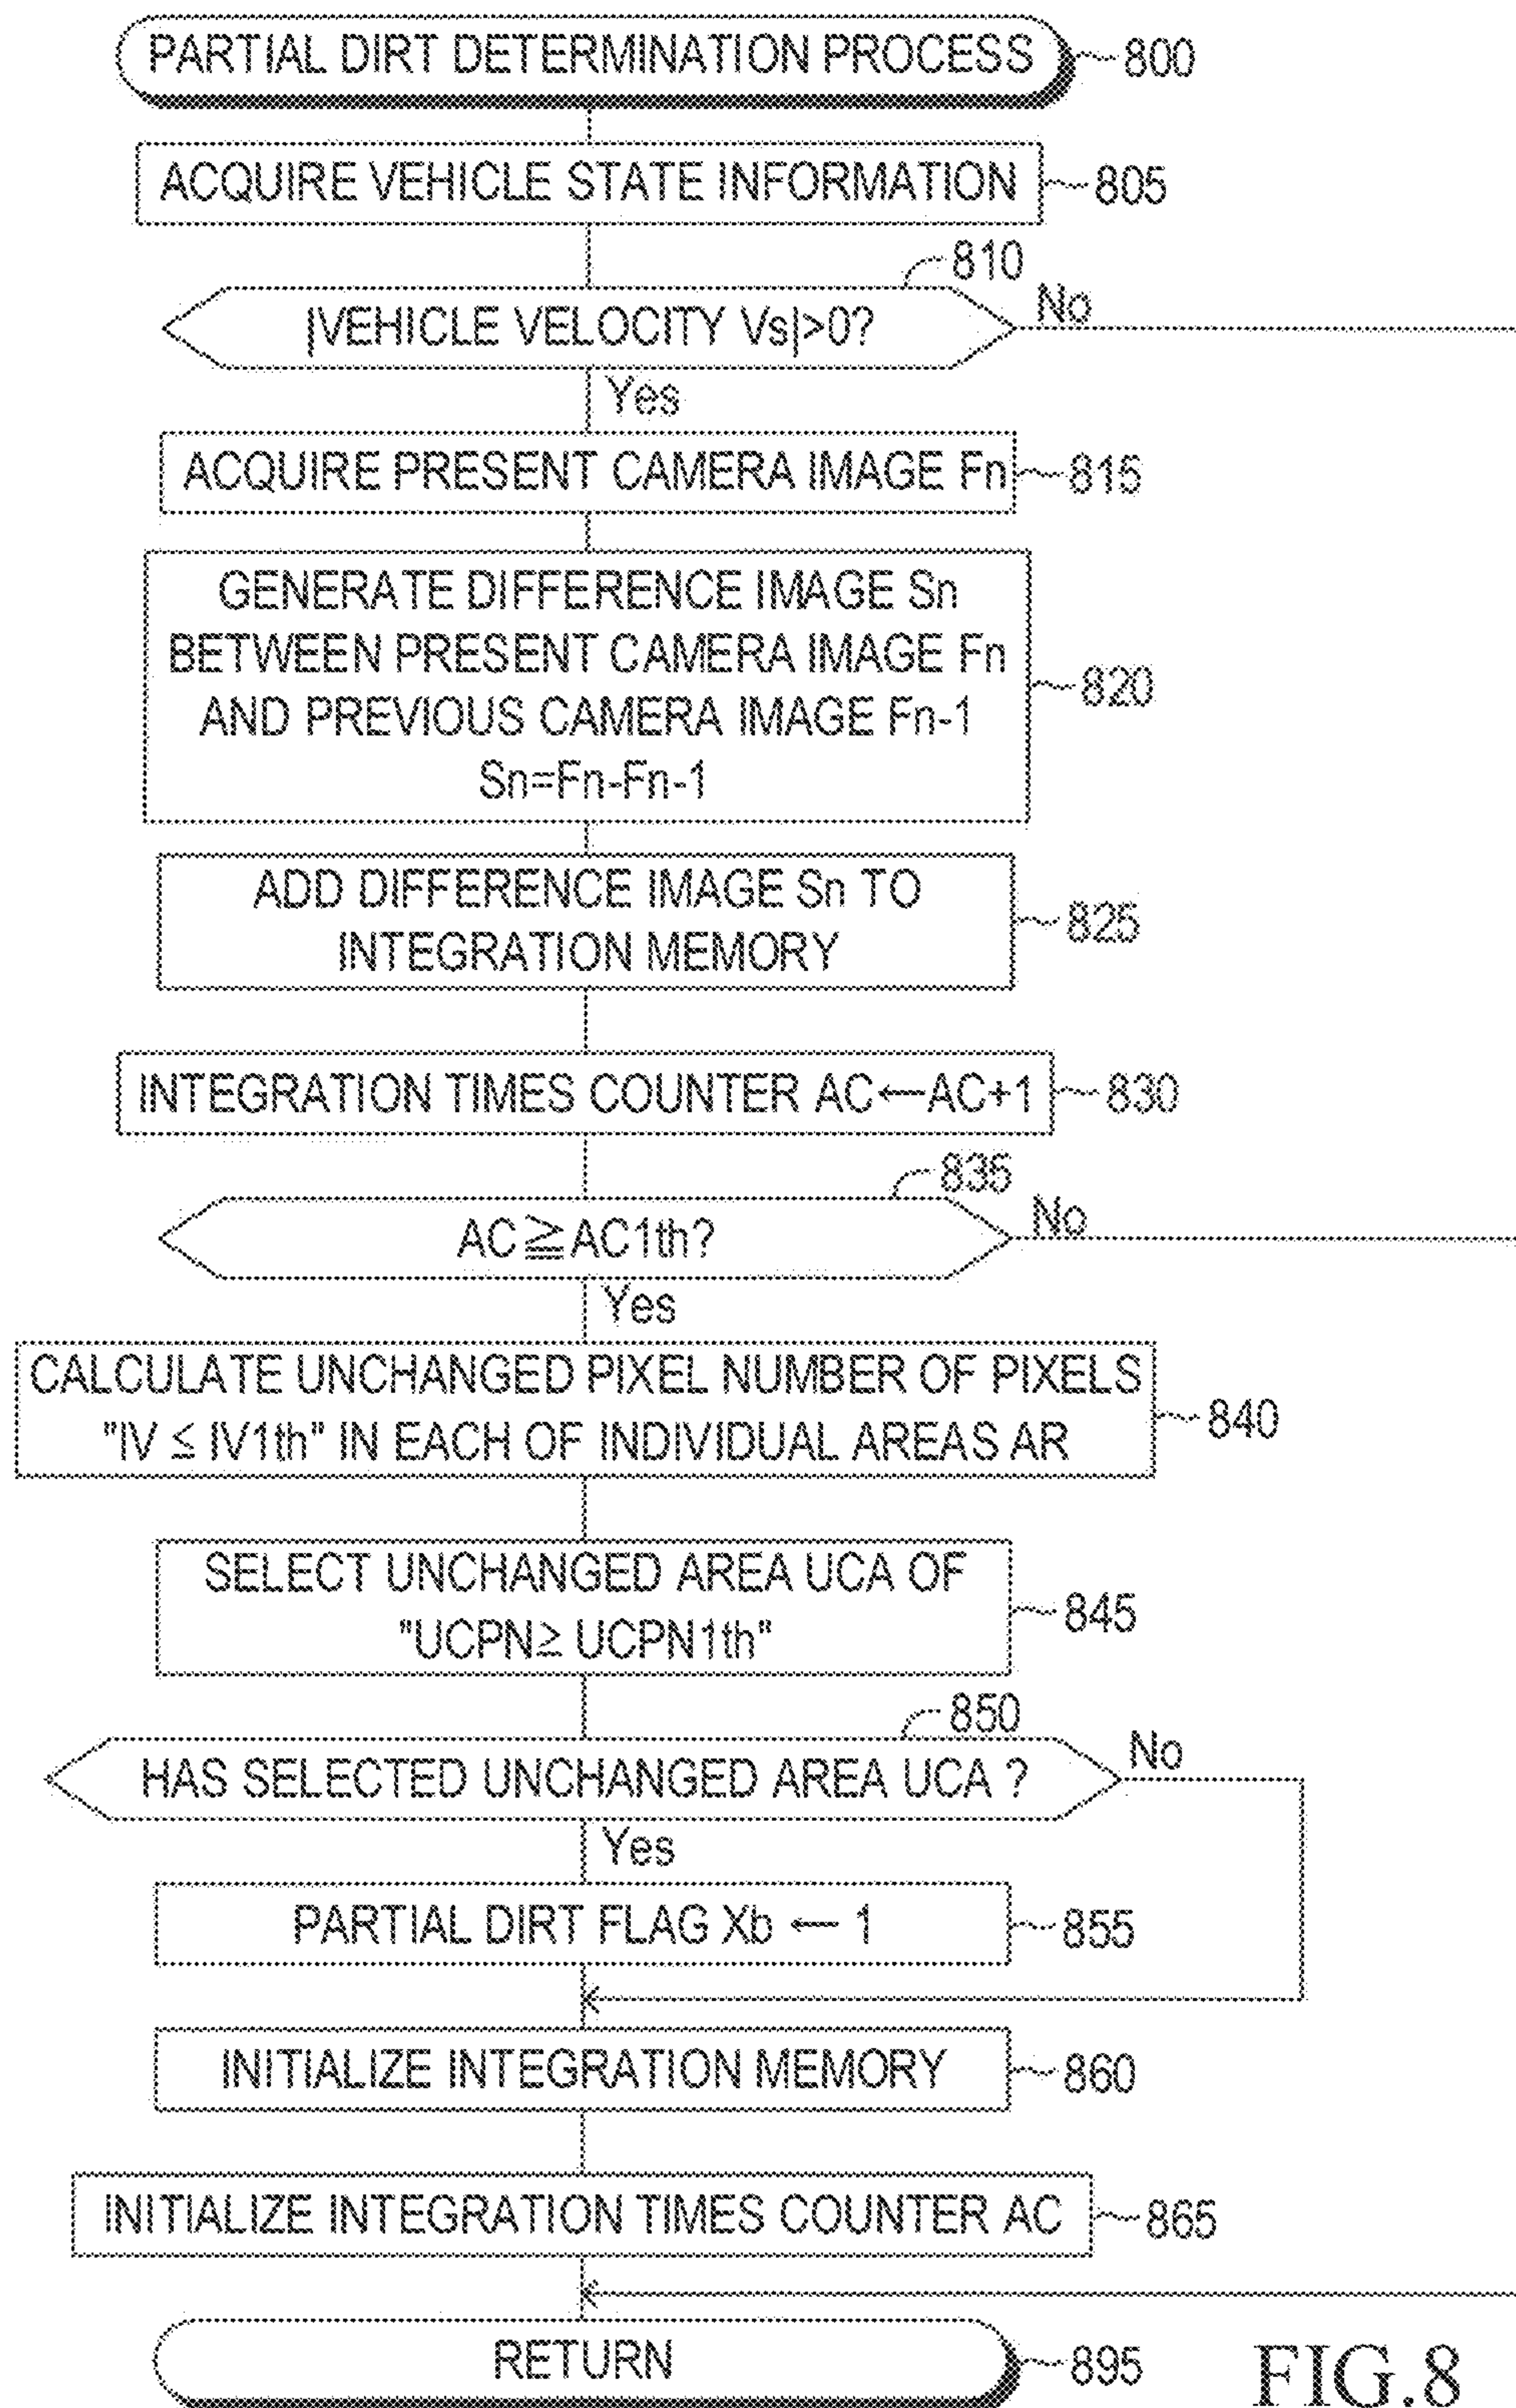 PARTIAL DIRT DETERMINATION PROCESS
800
ACQUIRE VEHICLE STATE INFORMATION
805
810
|VEHICLE VELOCITY Vs|>0?
No
Yes
ACQUIRE PRESENT CAMERA IMAGE Fn
815
GENERATE DIFFERENCE IMAGE Sn
BETWEEN PRESENT CAMERA IMAGE Fn
AND PREVIOUS CAMERA IMAGE Fn-1
Sn=Fn-Fn-1
820
ADD DIFFERENCE IMAGE Sn TO
INTEGRATION MEMORY
825
INTEGRATION TIMES COUNTER AC←AC+1
830
835
AC≧AC1th?
No
Yes
CALCULATE UNCHANGED PIXEL NUMBER OF PIXELS
"IV ≤ IV1th" IN EACH OF INDIVIDUAL AREAS AR
840
SELECT UNCHANGED AREA UCA OF
"UCPN≥ UCPN1th"
845
850
HAS SELECTED UNCHANGED AREA UCA ?
No
Yes
PARTIAL DIRT FLAG Xb ← 1
855
INITIALIZE INTEGRATION MEMORY
860
INITIALIZE INTEGRATION TIMES COUNTER AC
865
RETURN
895
FIG.8